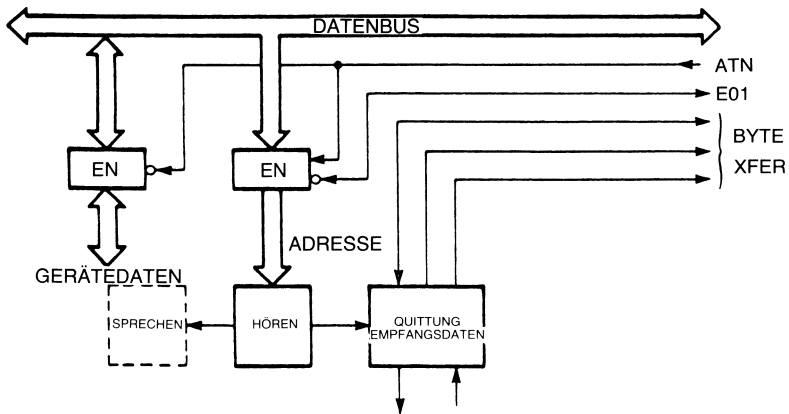 DATENBUS
ATN
E01
BYTE
XFER
EN
EN
ADRESSE
GERÄTEDATEN
SPRECHEN
HÖREN
QUITTUNG
EMPFANGSDATEN